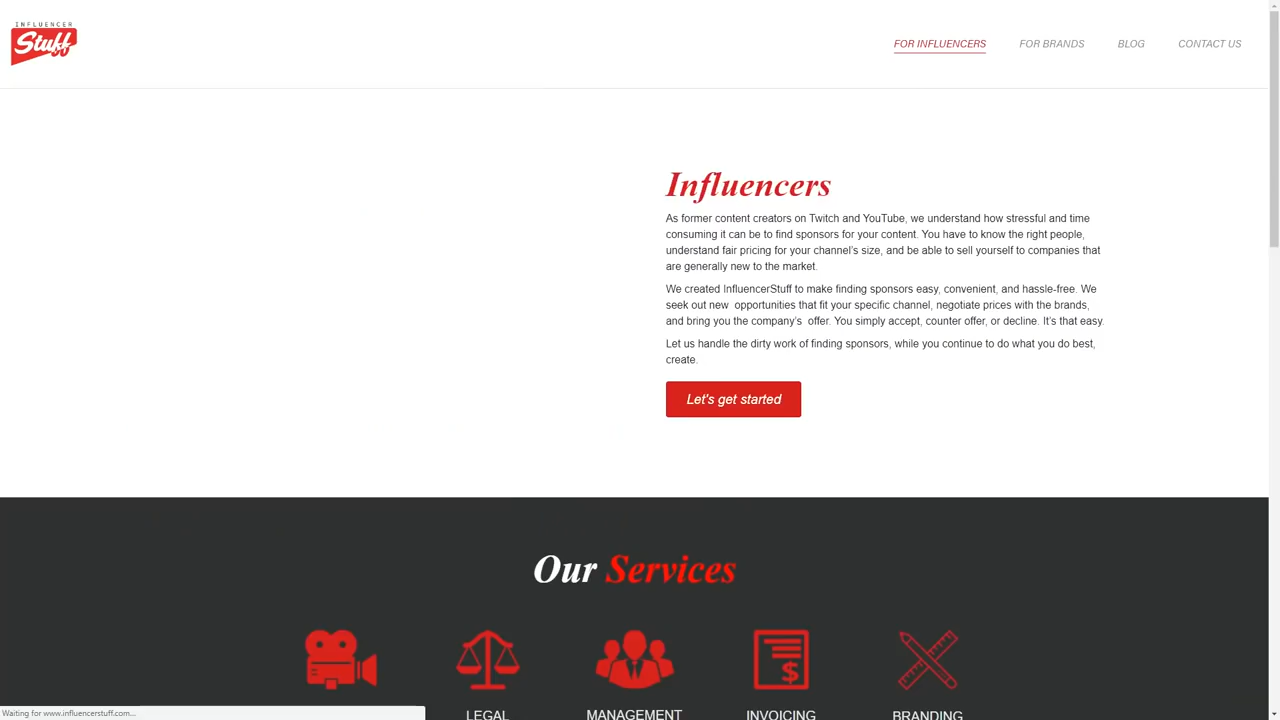 INFLUENCER
Stuff
FOR INFLUENCERS
FOR BRANDS
BLOG
CONTACT US
Influencers
As former content creators on Twitch and YouTube, we understand how stressful and time
consuming it can be to find sponsors for your content. You have to know the right people,
understand fair pricing for your channel's size, and be able to sell yourself to companies that
are generally new to the market.
We created InfluencerStuff to make finding sponsors easy, convenient, and hassle-free. We
seek out new opportunities that fit your specific channel, negotiate prices with the brands,
and bring you the company's offer. You simply accept, counter offer, or decline. It's that easy.
Let us handle the dirty work of finding sponsors, while you continue to do what you do best,
create.
Let's get started
Our Services
$
LEGAL
MANAGEMENT
INVOICING
BRANDING
Waiting for www.influencerstuff.com...